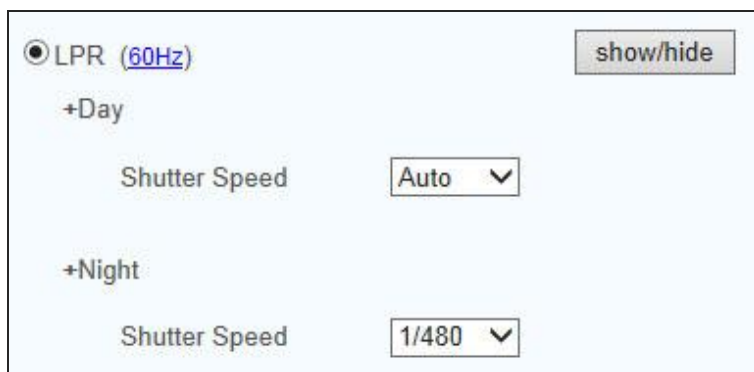 LPR (60Hz) show/hide
+Day
Shutter Speed Auto
+Night
Shutter Speed 1/480